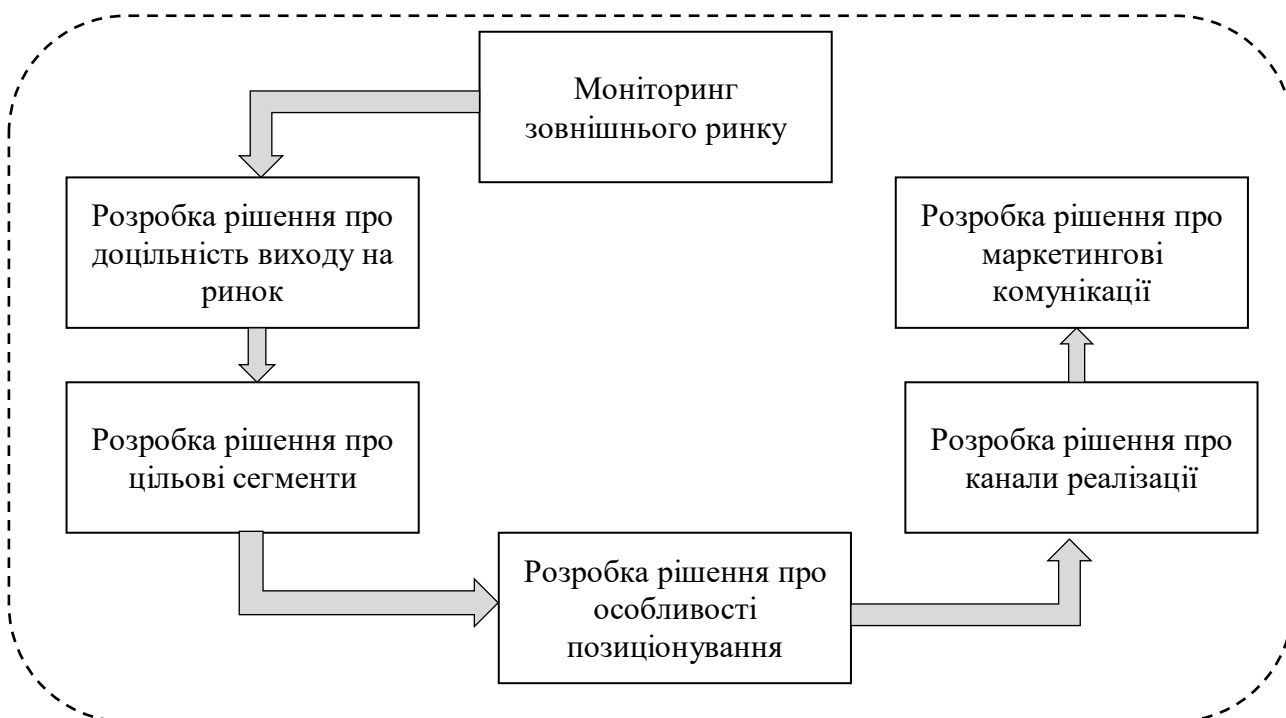 Моніторинг
зовнішнього ринку
Розробка рішення про
доцільність виходу на
ринок
Розробка рішення про
цільові сегменти
Розробка рішення про
особливості
позиціонування
Розробка рішення про
канали реалізації
Розробка рішення про
маркетингові
комунікації